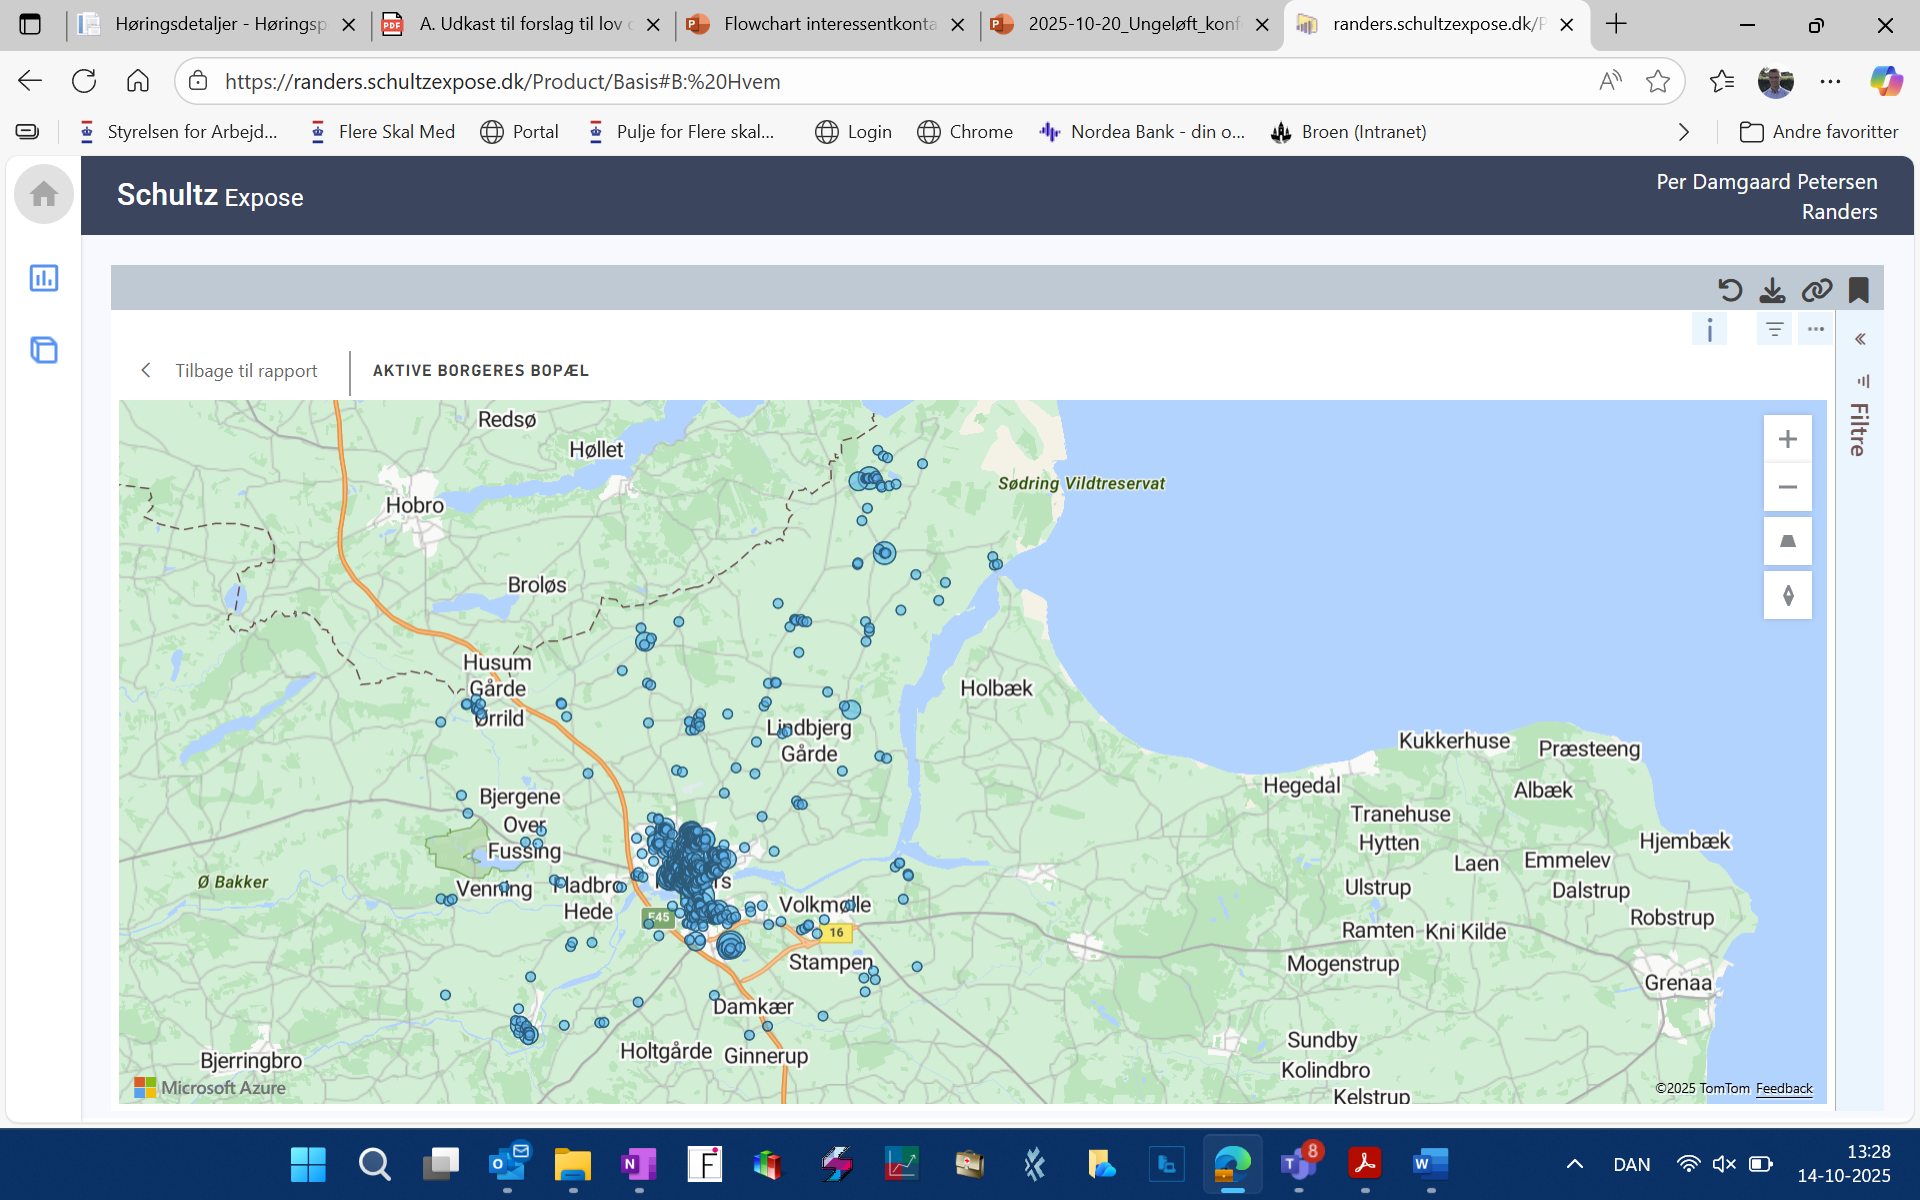 Høringsdetaljer - Høringsp
A. Udkast til forslag til lov o
Flowchart interessentkonta
2025-10-20_Ungeløft_konf
randers.schultzexpose.dk/P
https://randers.schultzexpose.dk/Product/Basis#B:%20Hvem
Styrelsen for Arbejd...
Flere Skal Med
Portal
Pulje for Flere skal...
Login
Chrome
Nordea Bank - din o...
Broen (Intranet)
Andre favoritter
Schultz Expose
Per Damgaard Petersen
Randers
Tilbage til rapport
AKTIVE BORGERES BOPÆL
Filtre
Redsø
Høllet
Hobro
Sødring Vildtreservat
Broløs
Husum
Gårde
Ørrild
Holbæk
Lindbjerg
Gårde
Kukkerhuse
Præsteeng
Hegedal
Albæk
Bjergene
Over
Fussing
Tranehuse
Hytten
Hjembæk
Laen
Emmelev
Ø Bakker
Venning
Hadbro
Hede
rs
Ulstrup
Dalstrup
Volkmølle
E45
16
Robstrup
Ramten
Kni Kilde
Stampen
Mogenstrup
Grenaa
Damkær
Holtgårde
Ginnerup
Bjerringbro
Sundby
Kolindbro
Kelstrup
Microsoft Azure
©2025 TomTom Feedback
8
DAN
13:28
14-10-2025